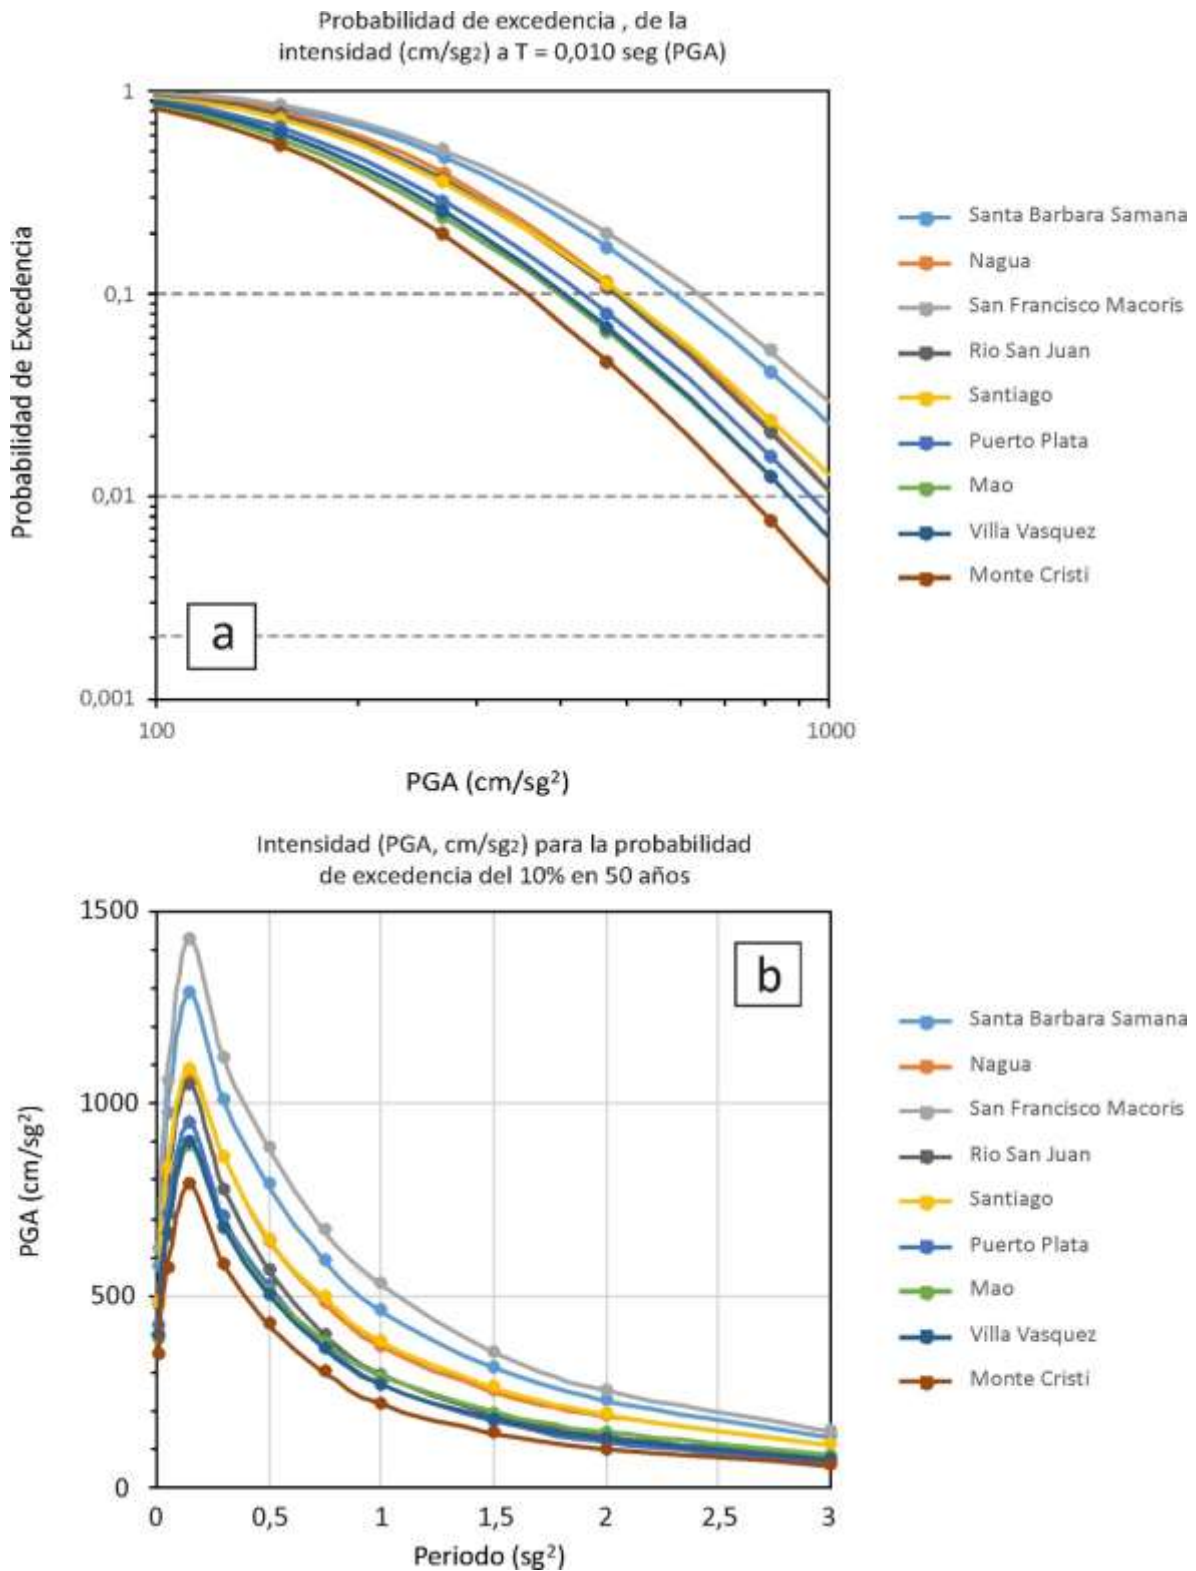 Probabilidad de excedencia , de la
intensidad (cm/sg2) a T = 0,010 seg (PGA)
Probabilidad de Excedencia
1
0,1
0,01
0,001
a
100
1000
PGA (cm/sg²)
Santa Barbara Samana
Nagua
San Francisco Macoris
Rio San Juan
Santiago
Puerto Plata
Mao
Villa Vasquez
Monte Cristi
Intensidad (PGA, cm/sg2) para la probabilidad
de excedencia del 10% en 50 años
PGA (cm/sg²)
1500
1000
500
0
b
0
0,5
1
1,5
2
2,5
3
Periodo (sg²)
Santa Barbara Samana
Nagua
San Francisco Macoris
Rio San Juan
Santiago
Puerto Plata
Mao
Villa Vasquez
Monte Cristi